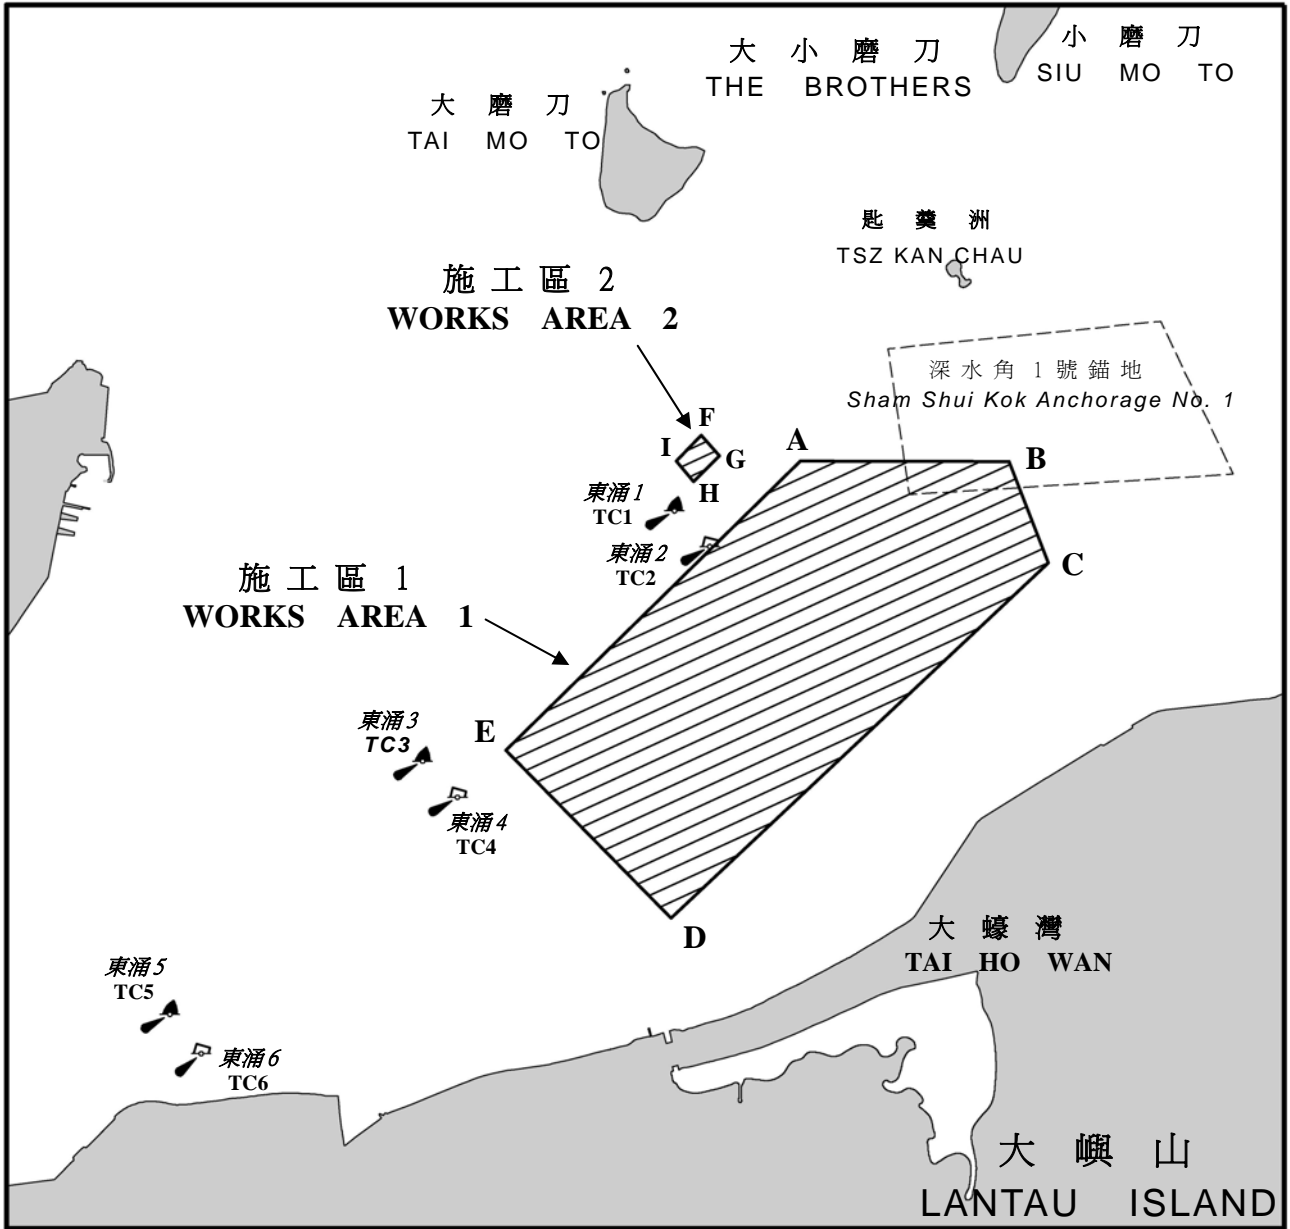 小 磨 刀
SIU MO TO
大 小 磨 刀
THE BROTHERS
大 磨 刀
TAI MO TO
匙 羹 洲
TSZ KAN CHAU
施 工 區 2
WORKS AREA 2
深 水 角 1 號 錨 地
Sham Shui Kok Anchorage No. 1
F
I
G
H
A
B
C
東涌 1
TC1
東涌 2
TC2
施 工 區 1
WORKS AREA 1
東涌 3
TC3
E
東涌 4
TC4
D
大 蠔 灣
TAI HO WAN
東涌 5
TC5
東涌 6
TC6
大 嶼 山
LANTAU ISLAND